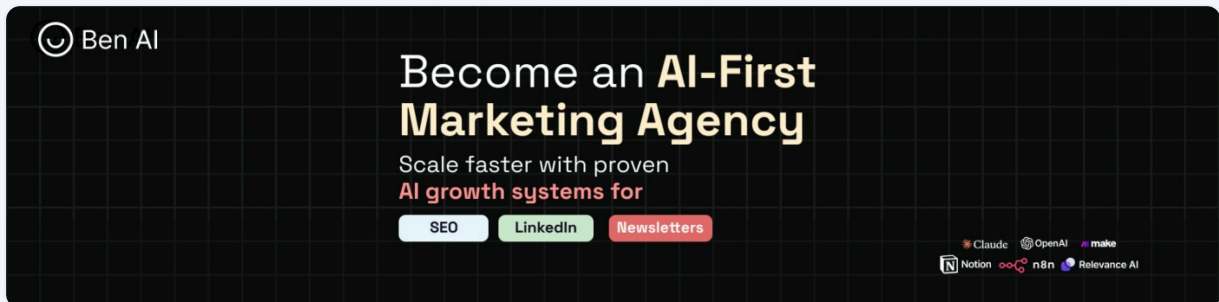 Ben AI
Become an AI-First
Marketing Agency
Scale faster with proven
AI growth systems for
SEO LinkedIn Newsletters
Claude OpenAI make
Notion n8n Relevance AI